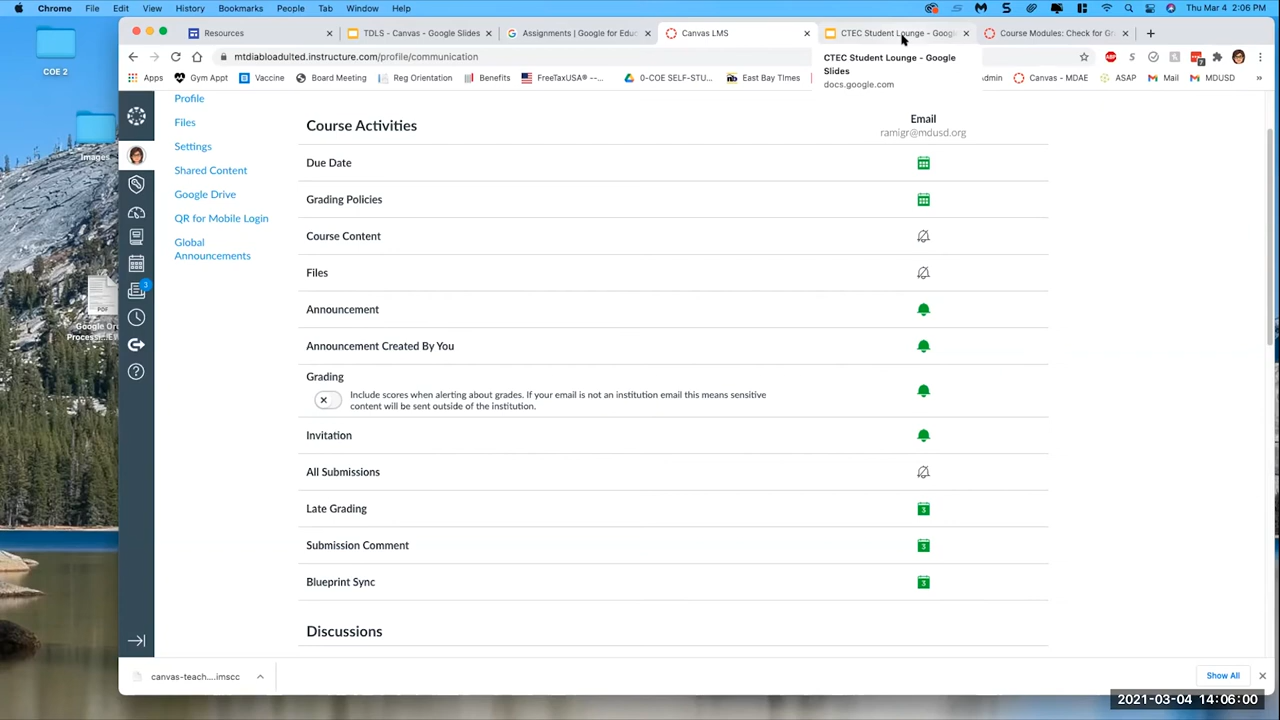 Chrome File Edit View History Bookmarks People Tab Window Help
Thu Mar 4 2:06 PM
Resources
TDLS - Canvas - Google Slides
Assignments | Google for Educ
Canvas LMS
CTEC Student Lounge - Googl
Course Modules: Check for Gr
mtdiabloadulted.instructure.com/profile/communication
CTEC Student Lounge - Google
Slides
docs.google.com
Apps
Gym Appt
Vaccine
Board Meeting
Reg Orientation
Benefits
FreeTaxUSA® --...
0-COE SELF-STU...
East Bay TImes
dmin
Canvas - MDAE
ASAP
Mail
MDUSD
COE 2
Images
PDF
Google Or
Profile
Files
Settings
Shared Content
Google Drive
QR for Mobile Login
Global
Announcements
3
Course Activities
Email
ramigr@mdusd.org
Due Date
Grading Policies
Course Content
Files
Announcement
Announcement Created By You
Grading
Include scores when alerting about grades. If your email is not an institution email this means sensitive
content will be sent outside of the institution.
Invitation
All Submissions
Late Grading
Submission Comment
Blueprint Sync
Discussions
canvas-teach....imscc
Show All
2021-03-04 14:06:00